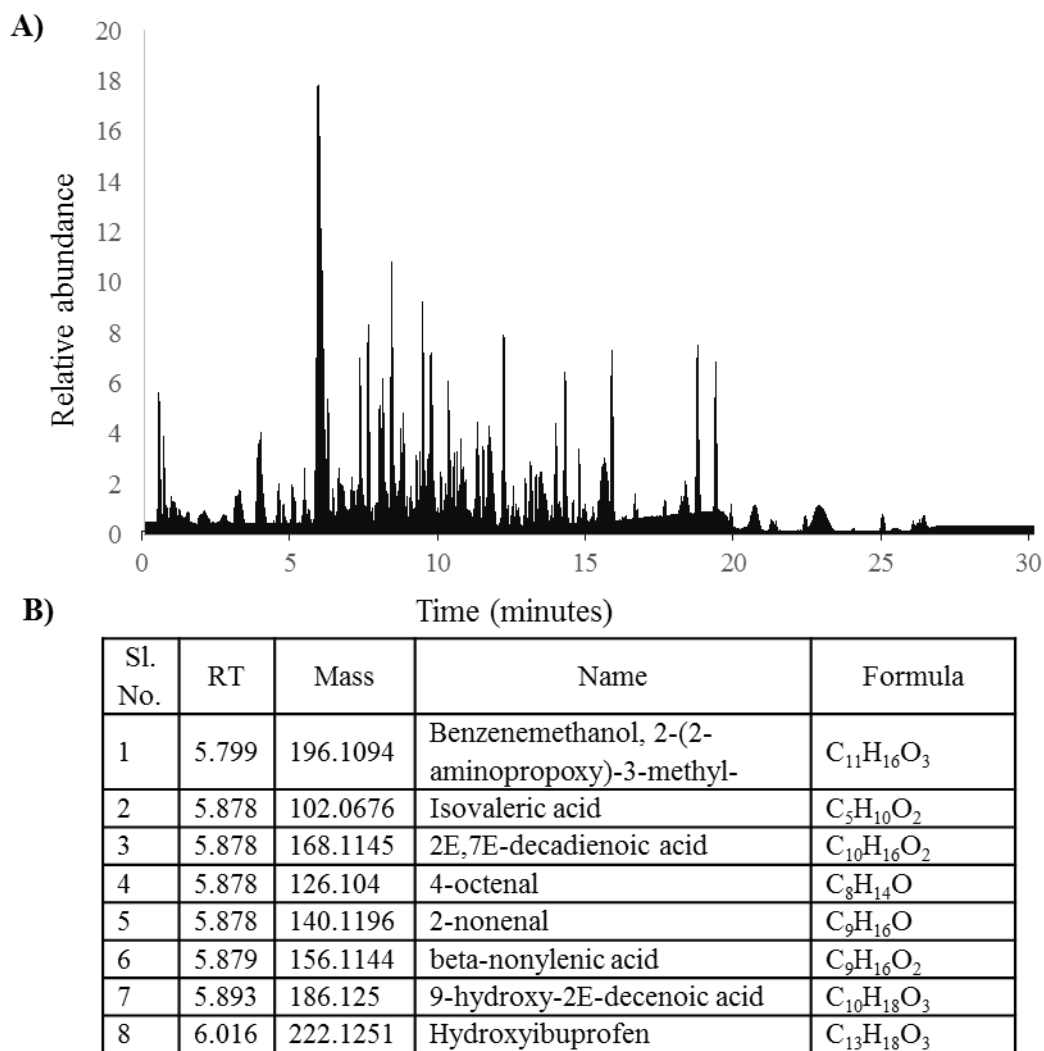 A)
Relative abundance
20
18
16
14
12
10
8
6
4
2
0
0 5 10 15 20 25 30
Time (minutes)
B)
Sl. No. RT Mass Name Formula
1 5.799 196.1094 Benzenemethanol, 2-(2-
aminopropoxy)-3-methyl- C₁₁H₁₆O₃
2 5.878 102.0676 Isovaleric acid C₅H₁₀O₂
3 5.878 168.1145 2E,7E-decadienoic acid C₁₀H₁₆O₂
4 5.878 126.104 4-octenal C₈H₁₄O
5 5.878 140.1196 2-nonenal C₉H₁₆O
6 5.879 156.1144 beta-nonylenic acid C₉H₁₆O₂
7 5.893 186.125 9-hydroxy-2E-decenoic acid C₁₀H₁₈O₃
8 6.016 222.1251 Hydroxyibuprofen C₁₃H₁₈O₃